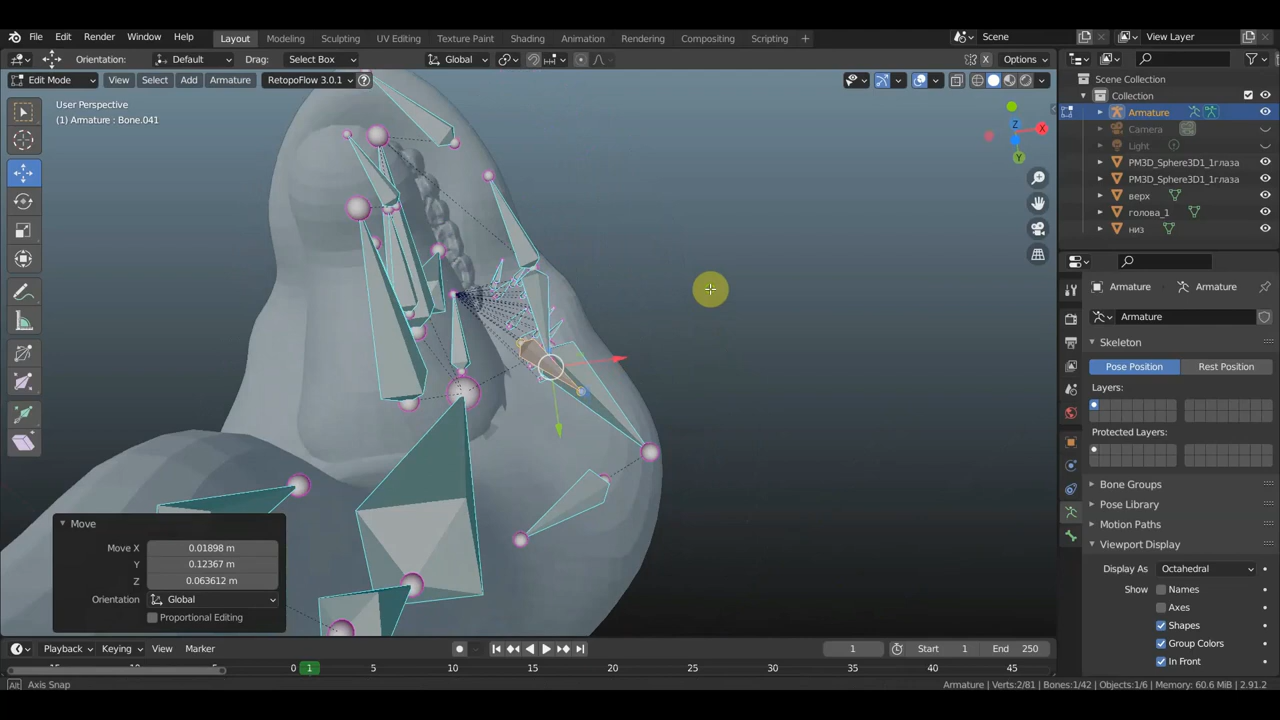 File Edit Render Window Help Layout Modeling Sculpting UV Editing Texture Paint Shading Animation Rendering Compositing Scripting + Scene View Layer
Orientation: Default Drag: Select Box Global Options
Edit Mode View Select Add Armature RetopoFlow 3.0.1
User Perspective
(1) Armature : Bone.041
Scene Collection
Collection
Armature
Camera
Light
PM3D_Sphere3D1_1глаза
PM3D_Sphere3D1_1глаза
верх
голова_1
низ
X
Z
Y
Armature Armature
Armature
Skeleton
Pose Position Rest Position
Layers:
Protected Layers:
Bone Groups
Pose Library
Motion Paths
Viewport Display
Display As Octahedral
Show Names
Axes
Shapes
Group Colors
In Front
Move
Move X 0.01898 m
Y 0.12367 m
Z 0.063612 m
Orientation Global
Proportional Editing
Playback Keying View Marker 1 Start 1 End 250
0 1 5 10 15 20 25 30 35 40 45
Alt Axis Snap Armature | Verts:2/81 | Bones:1/42 | Objects:1/6 | Memory: 60.6 MiB | 2.91.2